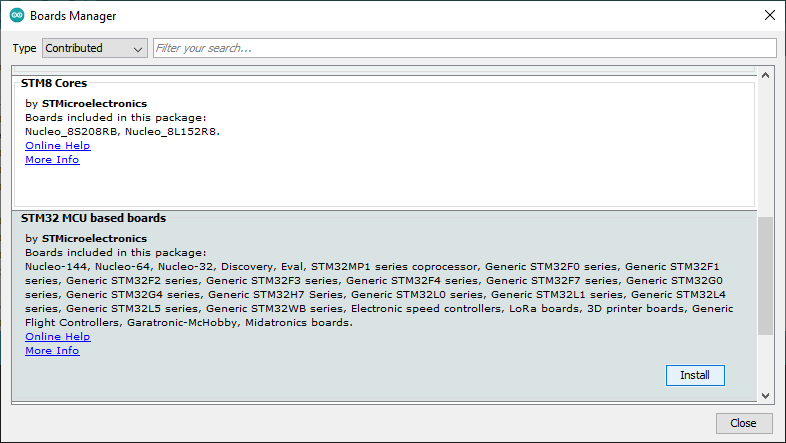 Boards Manager
Type Contributed Filter your search...
STM8 Cores
by STMicroelectronics
Boards included in this package:
Nucleo_8S208RB, Nucleo_8L152R8.
Online Help
More Info
STM32 MCU based boards
by STMicroelectronics
Boards included in this package:
Nucleo-144, Nucleo-64, Nucleo-32, Discovery, Eval, STM32MP1 series coprocessor, Generic STM32F0 series, Generic STM32F1
series, Generic STM32F2 series, Generic STM32F3 series, Generic STM32F4 series, Generic STM32F7 series, Generic STM32G0
series, Generic STM32G4 series, Generic STM32H7 Series, Generic STM32L0 series, Generic STM32L1 series, Generic STM32L4
series, Generic STM32L5 series, Generic STM32WB series, Electronic speed controllers, LoRa boards, 3D printer boards, Generic
Flight Controllers, Garatronic-McHobby, Midatronics boards.
Online Help
More Info
Install
Close